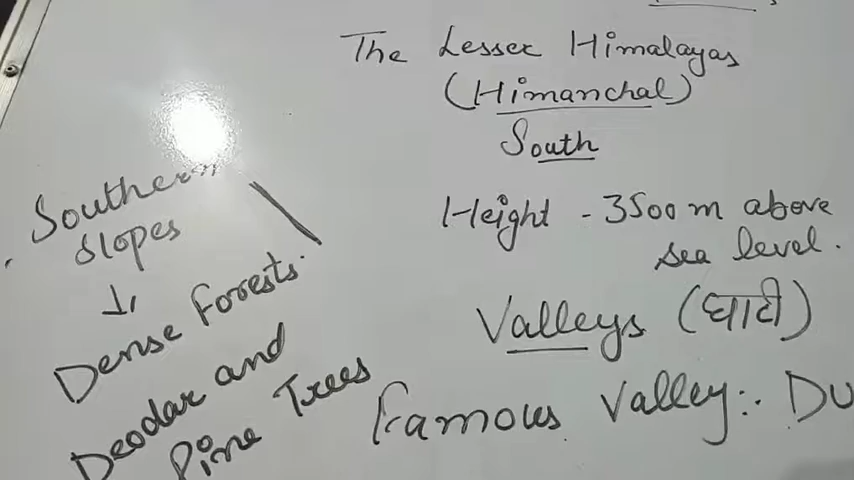 The Lesser Himalayas
(Himanchal)
South
Height - 3500 m above
sea level.
Valleys (घाटी)
Famous Valley:- Du
Southern
slopes
↓
Dense Forests.
Deodar and
Pine Trees